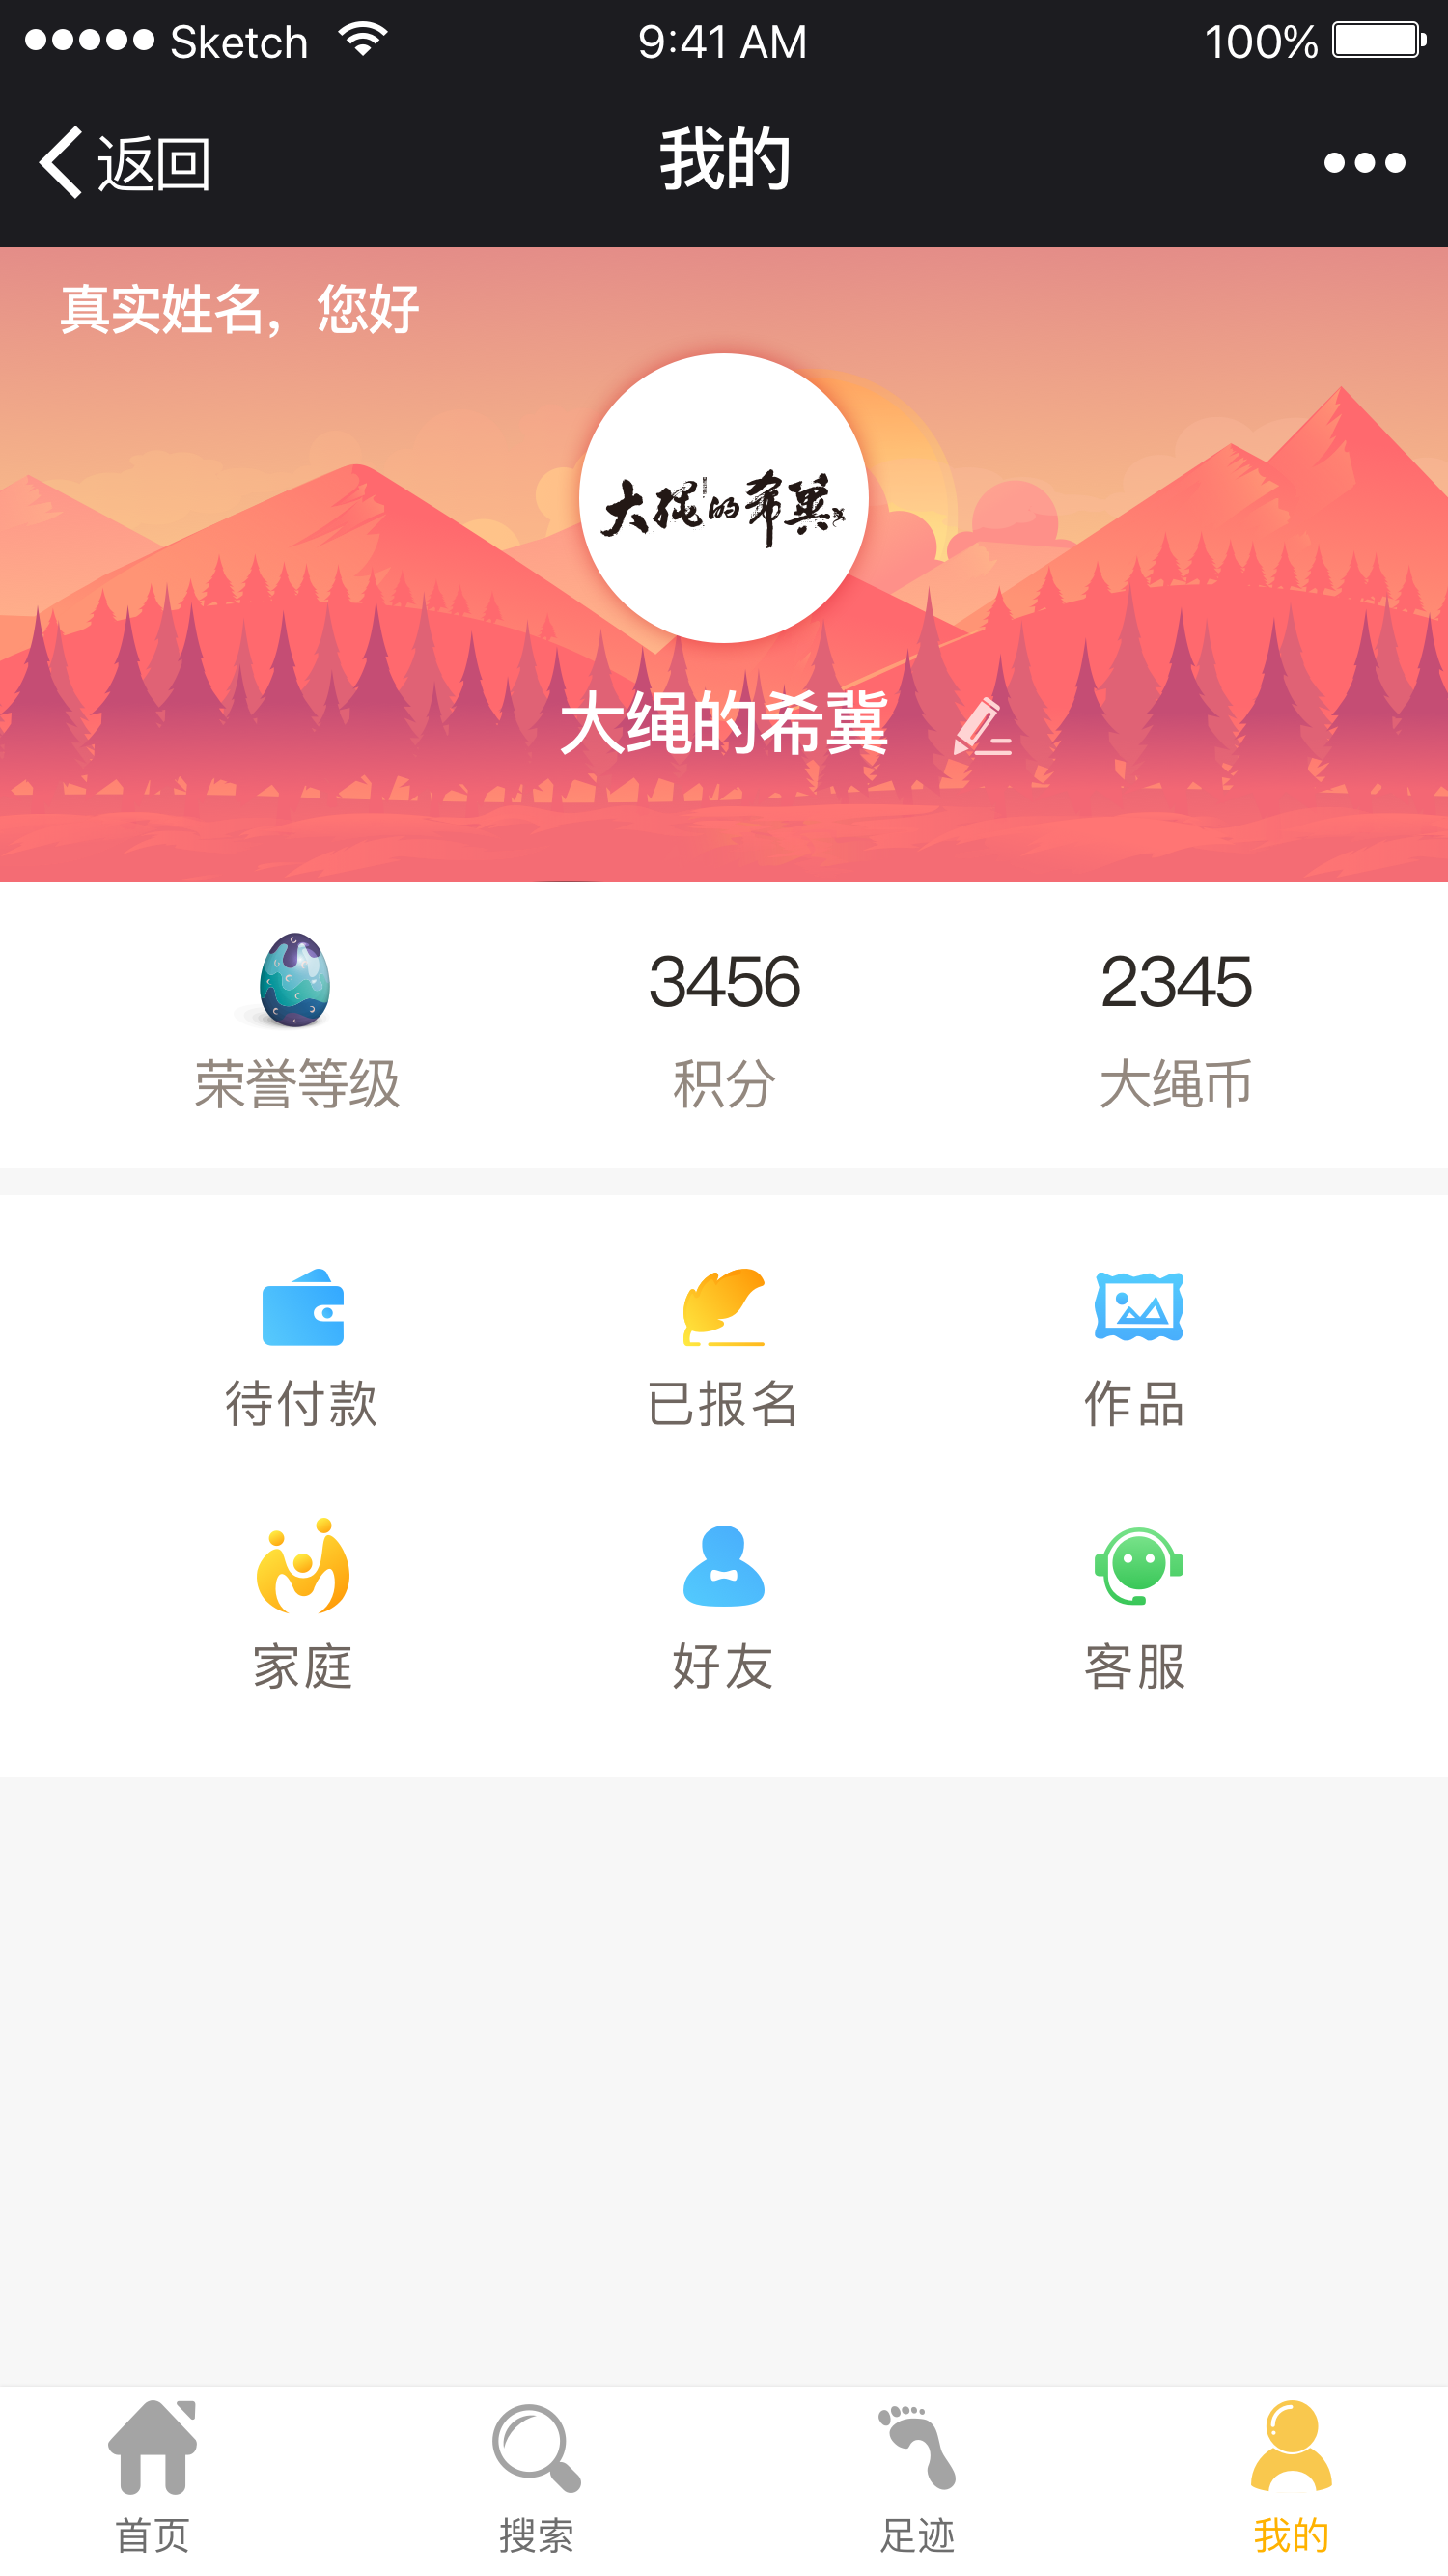 Sketch 9:41 AM 100%
返回 我的
真实姓名，您好
大绳的希冀
大绳的希冀
3456 2345
荣誉等级 积分 大绳币
待付款 已报名 作品
家庭 好友 客服
首页 搜索 足迹 我的